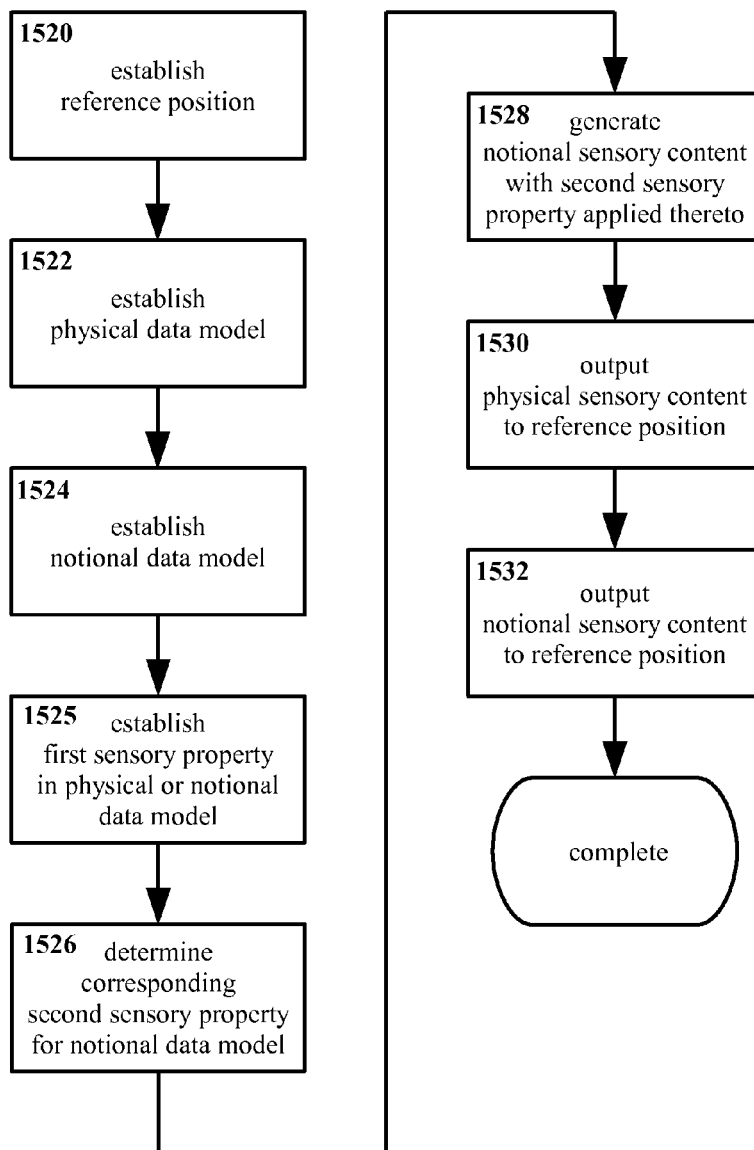 1520
establish
reference position
1522
establish
physical data model
1524
establish
notional data model
1525 establish
first sensory property
in physical or notional
data model
1526 determine
corresponding
second sensory property
for notional data model
1528 generate
notional sensory content
with second sensory
property applied thereto
1530
output
physical sensory content
to reference position
1532
output
notional sensory content
to reference position
complete